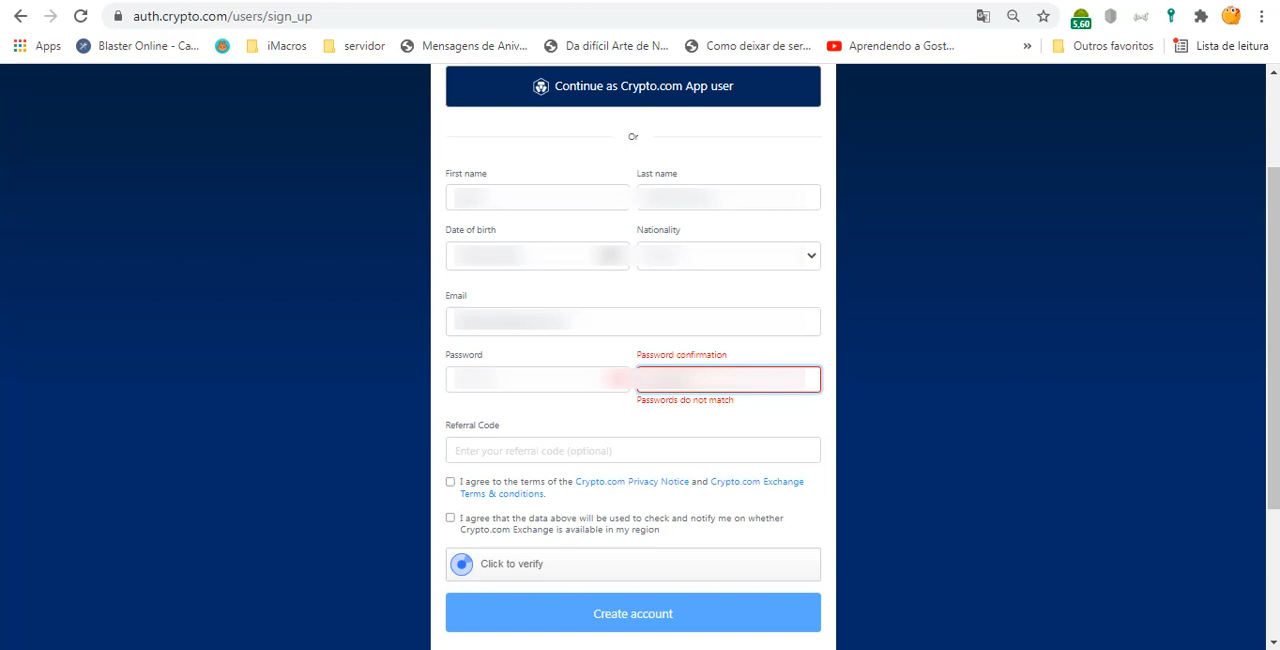 auth.crypto.com/users/sign_up
5,60
Apps Blaster Online - Ca... iMacros servidor Mensagens de Aniv... Da difícil Arte de N... Como deixar de ser... Aprendendo a Gost... » Outros favoritos Lista de leitura
Continue as Crypto.com App user
Or
First name Last name
Date of birth Nationality
Email
Password Password confirmation
Passwords do not match
Referral Code
Enter your referral code (optional)
I agree to the terms of the Crypto.com Privacy Notice and Crypto.com Exchange
Terms & conditions.
I agree that the data above will be used to check and notify me on whether
Crypto.com Exchange is available in my region
Click to verify
Create account